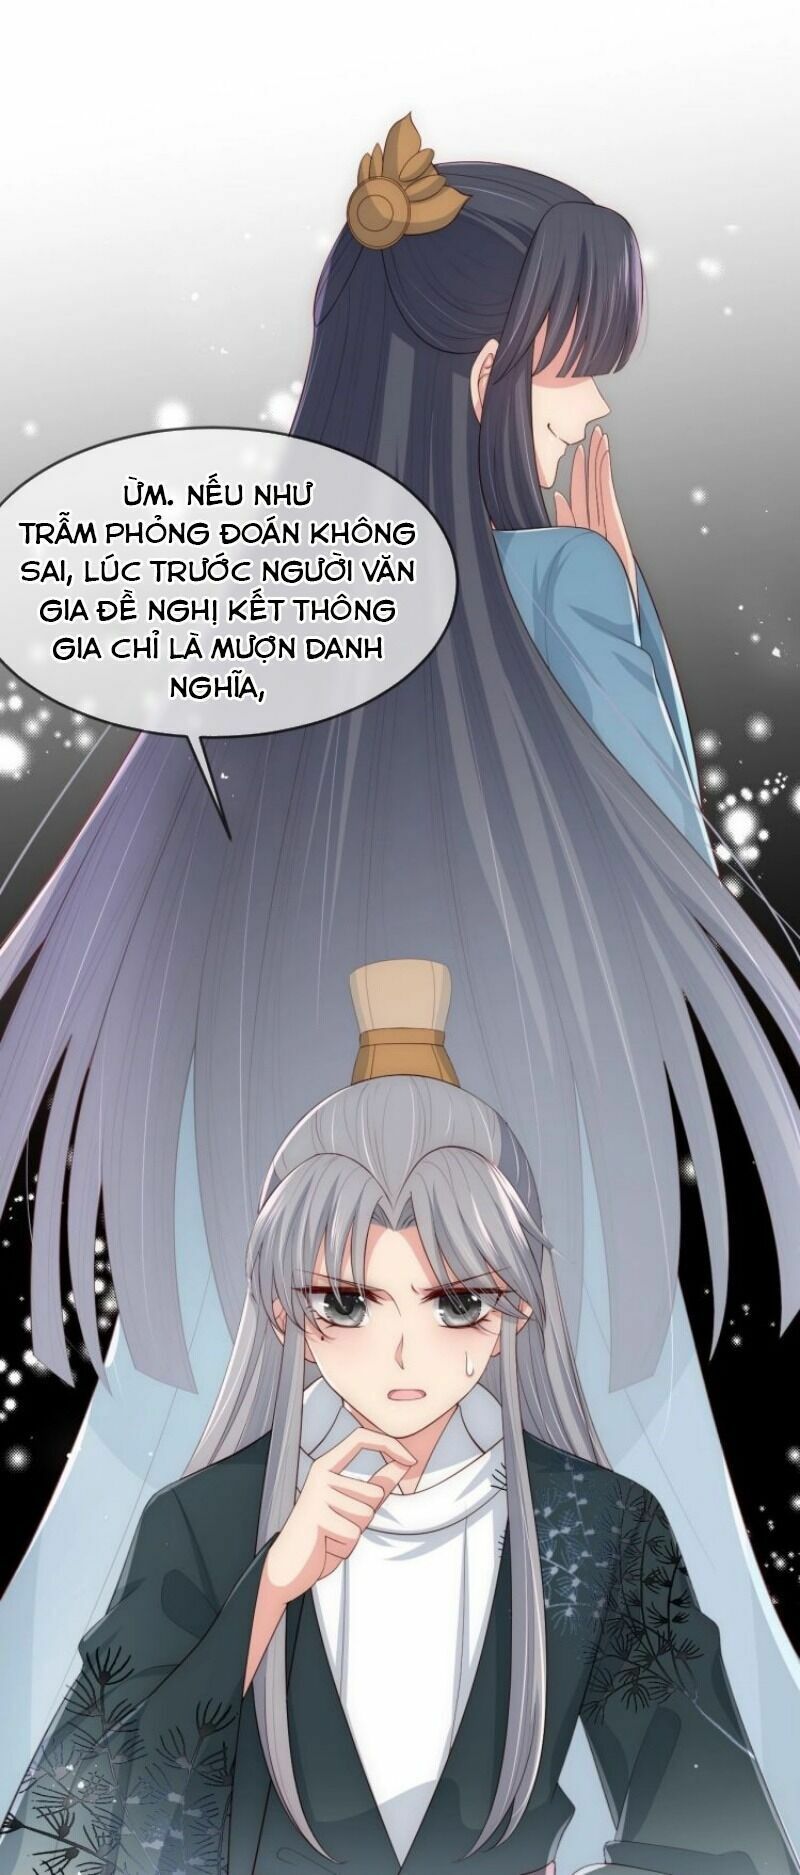 ỪM. NẾU NHƯ
TRẪM PHỎNG ĐOÁN KHÔNG
SAI, LÚC TRƯỚC NGƯỜI VĂN
GIA ĐỀ NGHỊ KẾT THÔNG
GIA CHỈ LÀ MƯỢN DANH
NGHĨA,